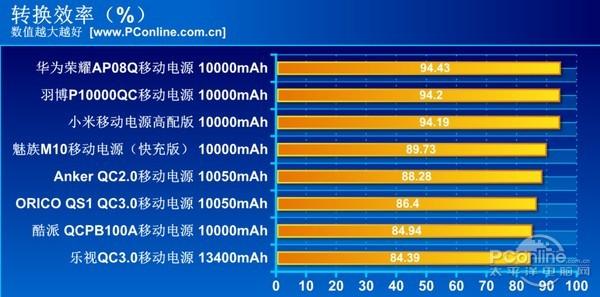 转换效率（%）
数值越大越好 [www.PConline.com.cn]
华为荣耀AP08Q移动电源 10000mAh 94.43
羽博P10000QC移动电源 10000mAh 94.2
小米移动电源高配版 10000mAh 94.19
魅族M10移动电源（快充版） 10000mAh 89.73
Anker QC2.0移动电源 10050mAh 88.28
ORICO QS1 QC3.0移动电源 10050mAh 86.4
酷派 QCPB100A移动电源 10000mAh 84.94
乐视QC3.0移动电源 13400mAh 84.39
0 10 20 30 40 50 60 70 80 90 100
PConline
太平洋电脑网